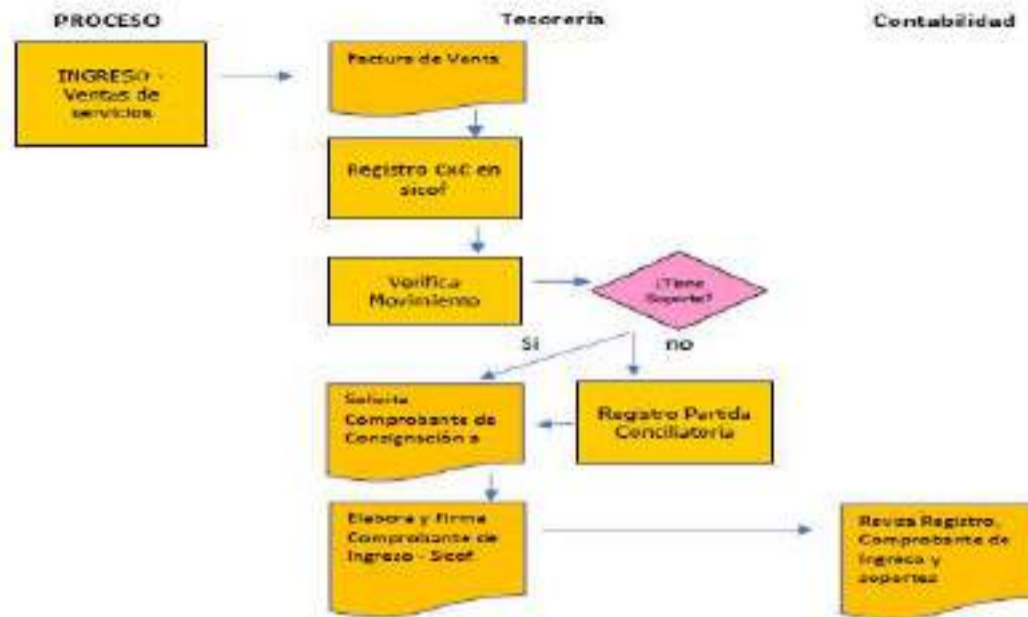 PROCESO
Tesorería
Contabilidad
INGRESO -
Ventas de
servicios
Factura de Venta
Registro CxC en
sicof
Verifica
Movimiento
¿Tiene
Soporte?
Si
no
Solicita
Comprobante de
Consignación a
Registro Partida
Conciliatoria
Elabora y Firma
Comprobante de
Ingreso - Sicof
Reviza Registro,
Comprobante de
Ingreso y
soportes